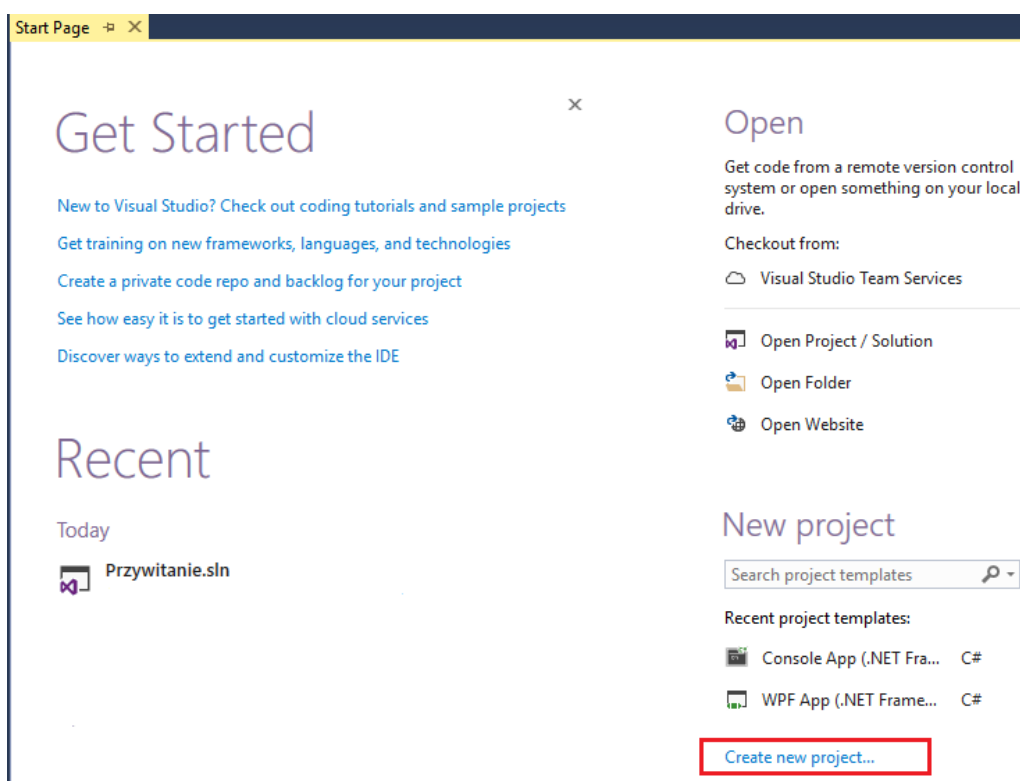 Start Page
Get Started
New to Visual Studio? Check out coding tutorials and sample projects
Get training on new frameworks, languages, and technologies
Create a private code repo and backlog for your project
See how easy it is to get started with cloud services
Discover ways to extend and customize the IDE
Recent
Today
Przywitanie.sln
Open
Get code from a remote version control
system or open something on your local
drive.
Checkout from:
Visual Studio Team Services
Open Project / Solution
Open Folder
Open Website
New project
Search project templates
Recent project templates:
Console App (.NET Fra... C#
WPF App (.NET Frame... C#
Create new project...